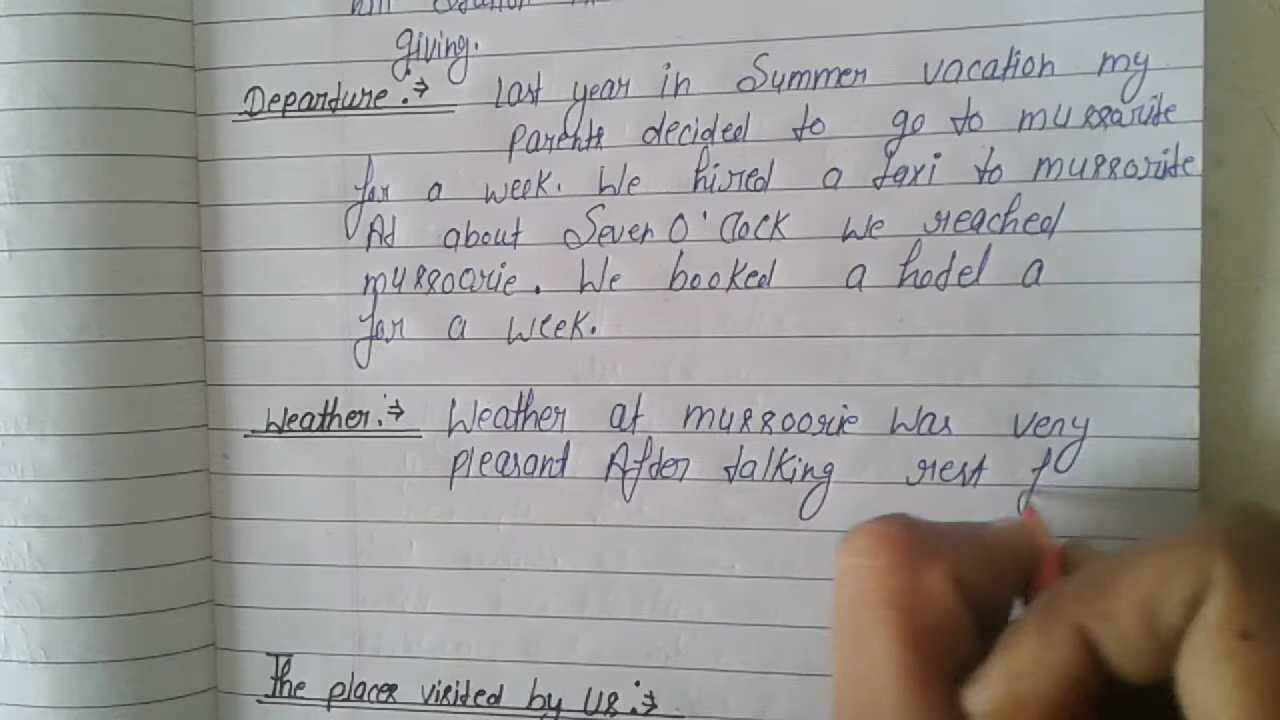 giving.
Departure :→ Last year in Summer vacation my
parents decided to go to mussarite
for a week. We hired a taxi to mussorite
At about Seven O'Clock we reached
mussoorie. We booked a hotel a
for a week.
Weather :→ Weather at mussoorie was very
pleasant After talking rest fo
The places visited by us :→